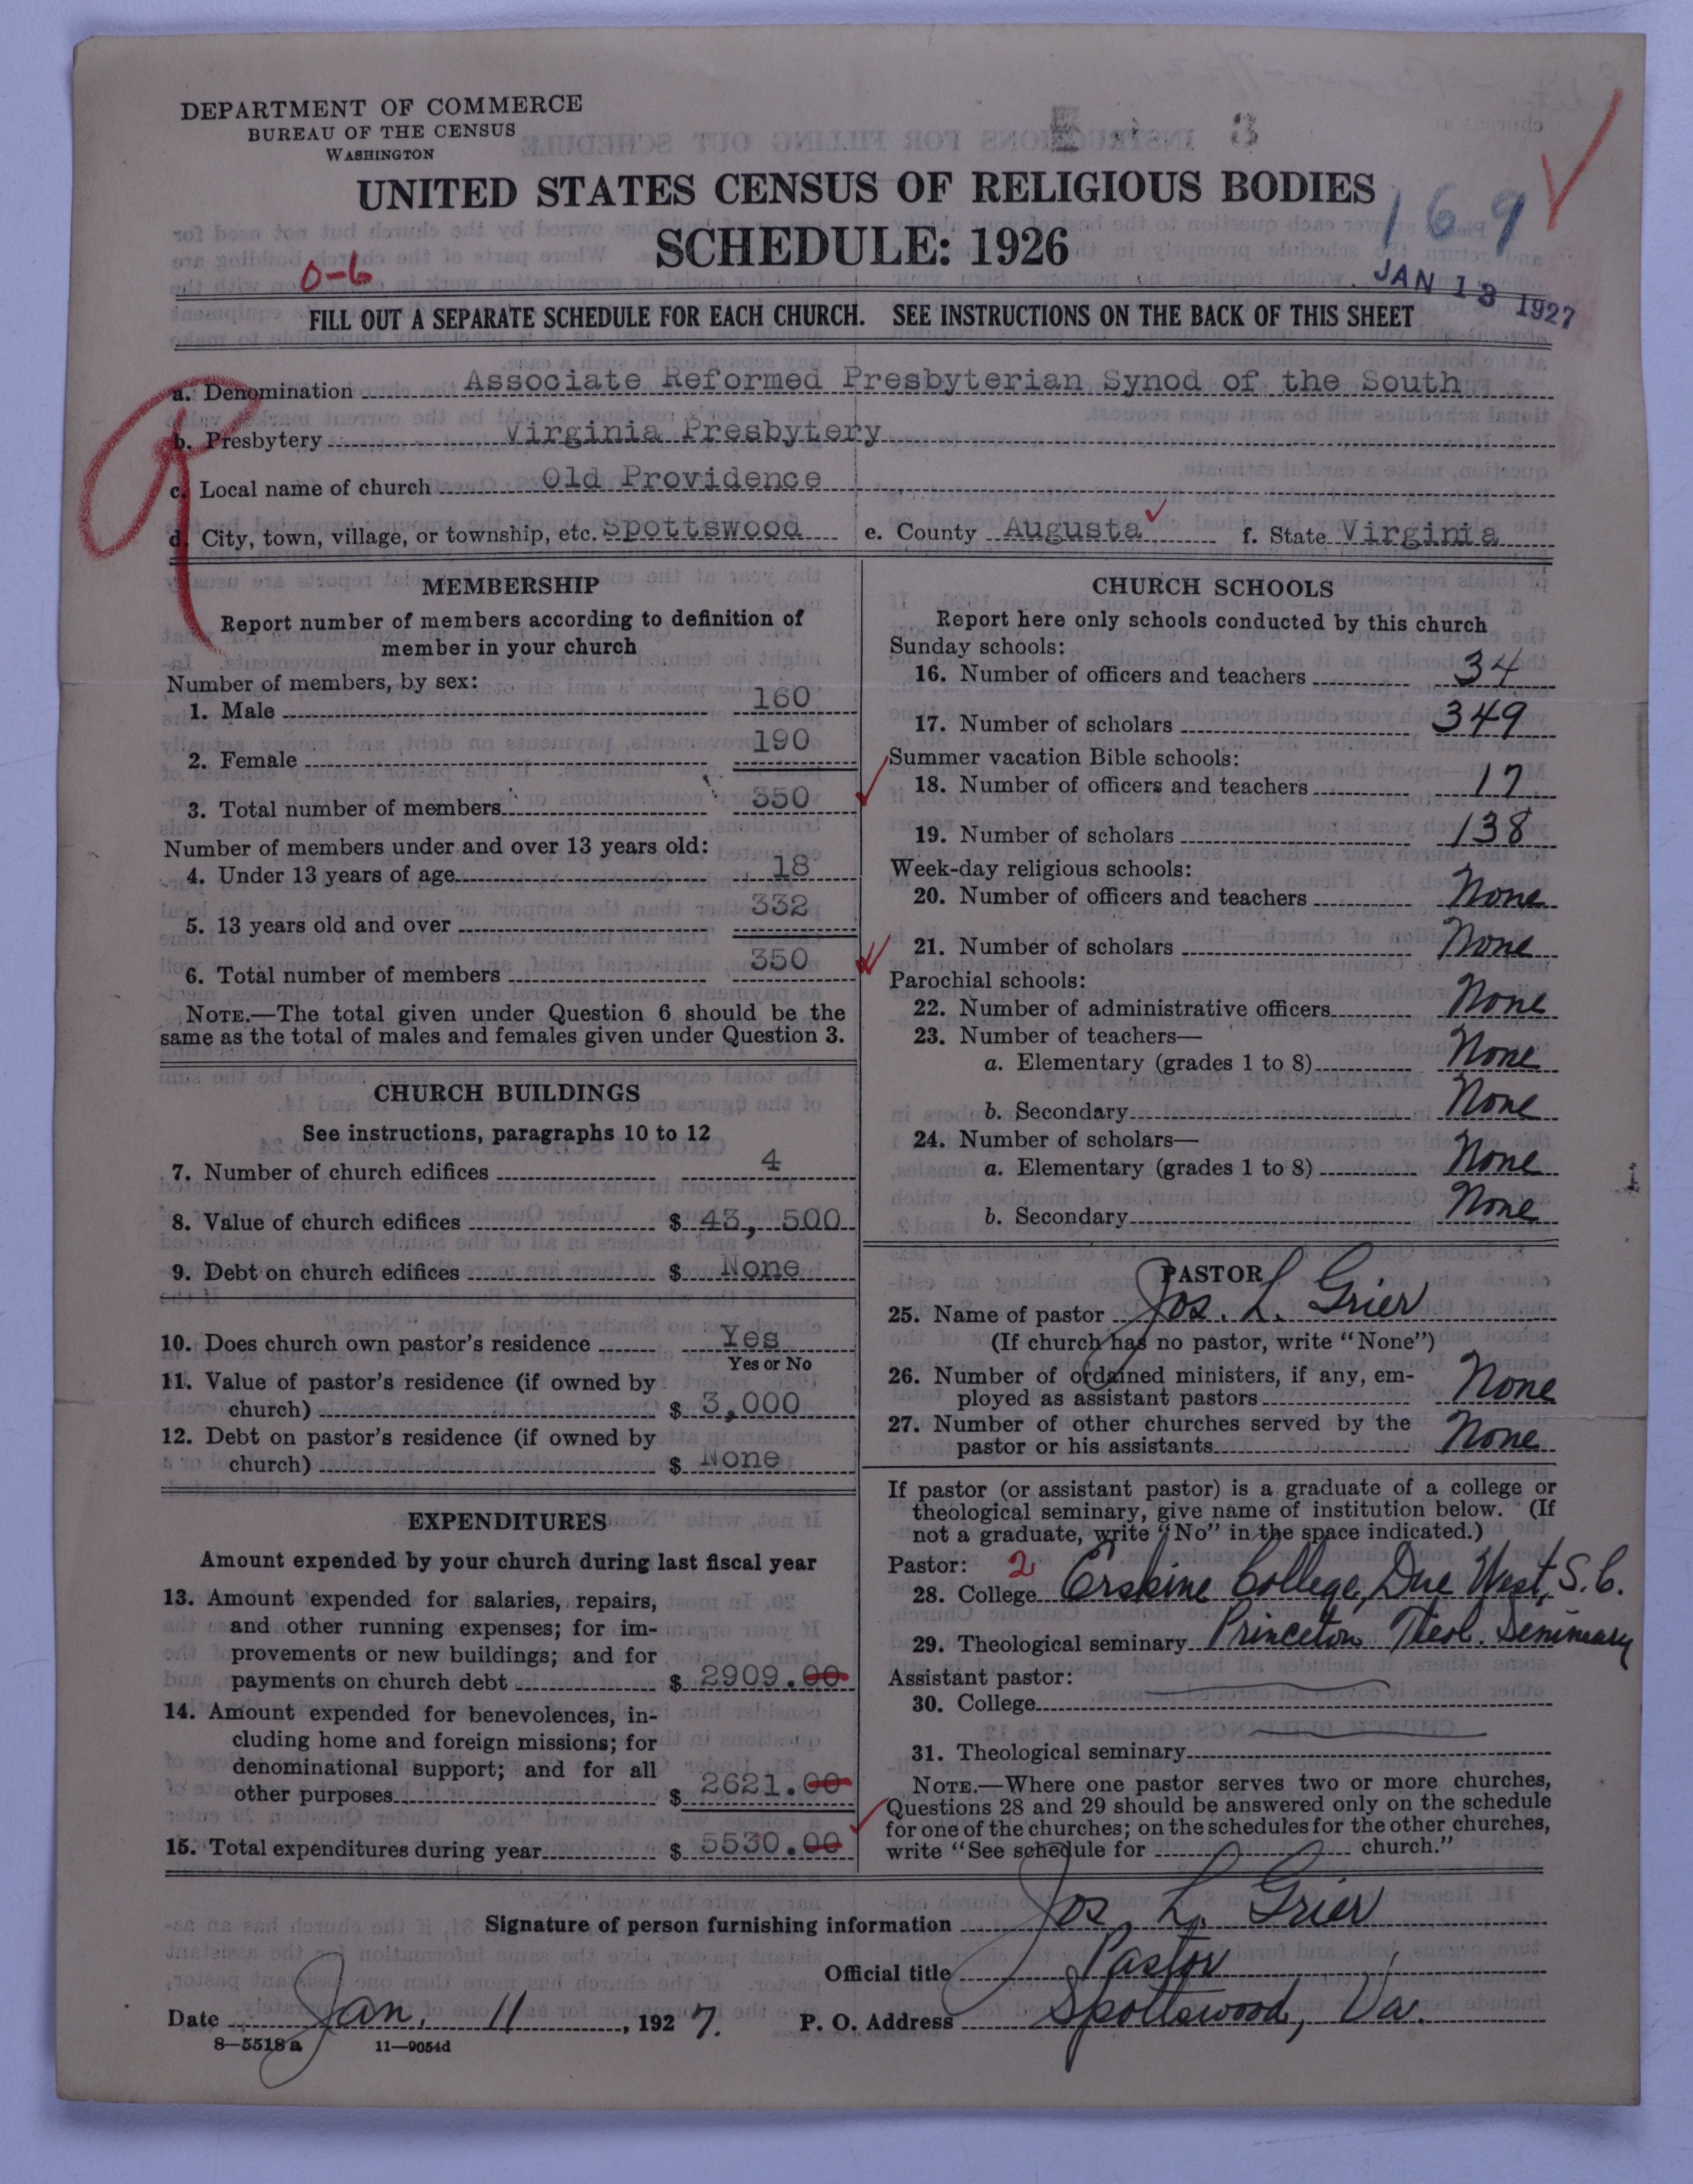 DEPARTMENT OF COMMERCE
BUREAU OF THE CENSUS
WASHINGTON
UNITED STATES CENSUS OF RELIGIOUS BODIES
169
SCHEDULE: 1926
0-6
JAN 13 1927
FILL OUT A SEPARATE SCHEDULE FOR EACH CHURCH. SEE INSTRUCTIONS ON THE BACK OF THIS SHEET
a. Denomination Associate Reformed Presbyterian Synod of the South
b. Presbytery Virginia Presbytery
c. Local name of church Old Providence
d. City, town, village, or township, etc. Spottswood e. County Augusta f. State Virginia
R
MEMBERSHIP
Report number of members according to definition of
member in your church
Number of members, by sex:
1. Male 160
2. Female 190
3. Total number of members 350
Number of members under and over 13 years old:
4. Under 13 years of age 18
5. 13 years old and over 332
6. Total number of members 350
NOTE.—The total given under Question 6 should be the
same as the total of males and females given under Question 3.
CHURCH BUILDINGS
See instructions, paragraphs 10 to 12
7. Number of church edifices 4
8. Value of church edifices $ 43,500
9. Debt on church edifices $ None
10. Does church own pastor's residence Yes
Yes or No
11. Value of pastor's residence (if owned by
church) $ 3,000
12. Debt on pastor's residence (if owned by
church) $ None
EXPENDITURES
Amount expended by your church during last fiscal year
13. Amount expended for salaries, repairs,
and other running expenses; for im-
provements or new buildings; and for
payments on church debt $ 2909.00
14. Amount expended for benevolences, in-
cluding home and foreign missions; for
denominational support; and for all
other purposes $ 2621.00
15. Total expenditures during year $ 5530.00
CHURCH SCHOOLS
Report here only schools conducted by this church
Sunday schools:
16. Number of officers and teachers 34
17. Number of scholars 349
Summer vacation Bible schools:
18. Number of officers and teachers 17
19. Number of scholars 138
Week-day religious schools:
20. Number of officers and teachers None
21. Number of scholars None
Parochial schools:
22. Number of administrative officers None
23. Number of teachers—
a. Elementary (grades 1 to 8) None
b. Secondary None
24. Number of scholars—
a. Elementary (grades 1 to 8) None
b. Secondary None
PASTOR
25. Name of pastor Jos. L. Grier
(If church has no pastor, write "None")
26. Number of ordained ministers, if any, em-
ployed as assistant pastors None
27. Number of other churches served by the
pastor or his assistants None
If pastor (or assistant pastor) is a graduate of a college or
theological seminary, give name of institution below. (If
not a graduate, write "No" in the space indicated.)
Pastor: 2
28. College Erskine College, Due West, S.C.
29. Theological seminary Princeton Theol. Seminary
Assistant pastor:
30. College
31. Theological seminary
NOTE.—Where one pastor serves two or more churches,
Questions 28 and 29 should be answered only on the schedule
for one of the churches; on the schedules for the other churches,
write "See schedule for church."
Signature of person furnishing information Jos. L. Grier
Official title Pastor
Date Jan. 11, 1927. P. O. Address Spottswood, Va.
8—5518 a 11—9054d